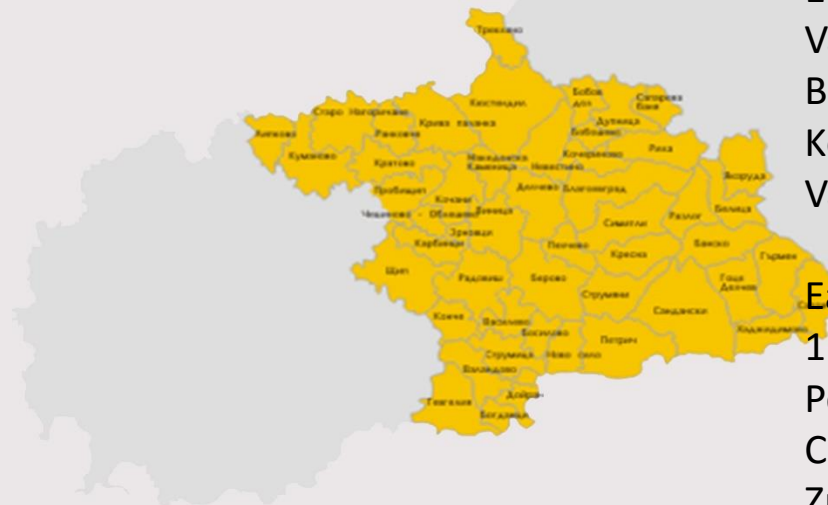 Трекляно
Кюстендил
Бобов
дол
Сапарева
баня
Дупница
Бобошево
Старо Нагоричане
Крива паланка
Ранковце
Липково
Куманово
Кратово
Македонска
Каменица
Невестино
Кочериново
Рила
Якоруда
Пробищип
Кочани
Делчево
Благоевград
Чешиново - Облешево
Виница
Симитли
Разлог
Белица
Зрновци
Карбинци
Пехчево
Кресна
Банско
Гърмен
Щип
Радовиш
Берово
Струмяни
Гоце
Делчев
Сандански
Конче
Василево
Босилово
Петрич
Хаджидимово
Струмица
Ново село
Валандово
Гевгелия
Дойран
Богданци
V
B
K
V
Ea
1
P
C
Z